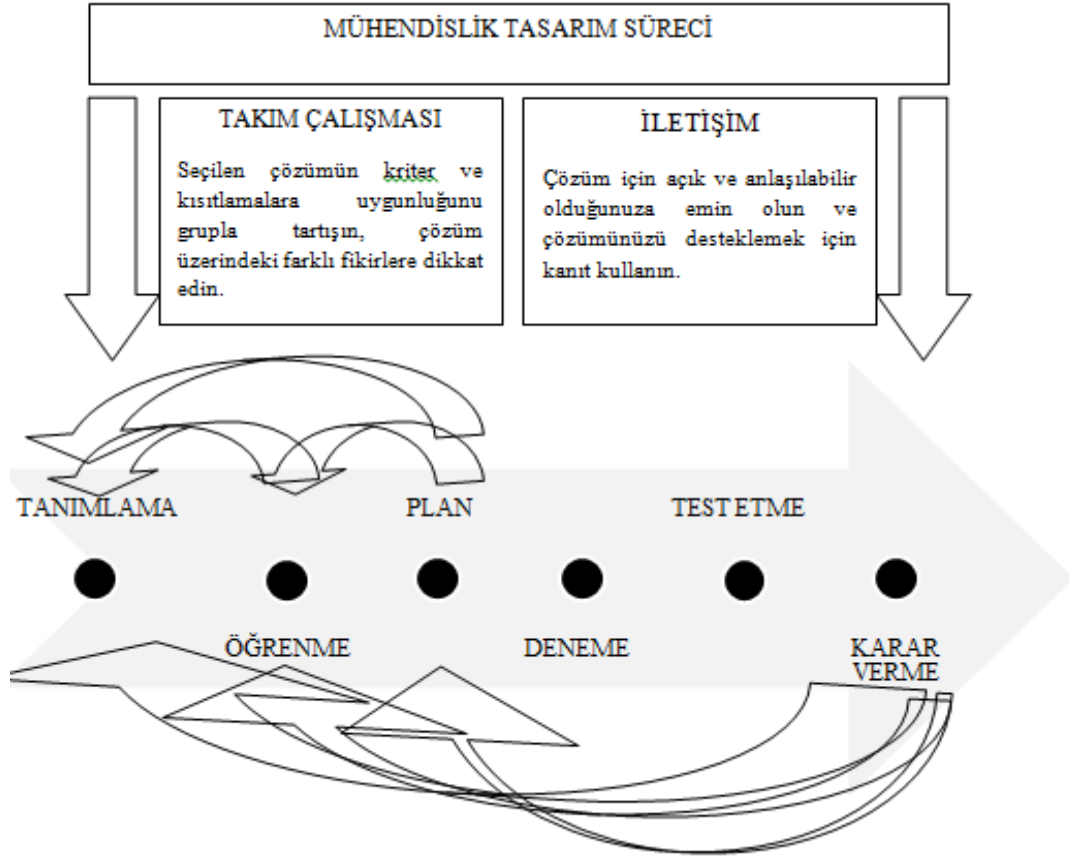 MÜHENDİSLİK TASARIM SÜRECİ
TAKIM ÇALIŞMASI
Seçilen çözümün kriter ve
kısıtlamalara uygunluğunu
grupla tartışın, çözüm
üzerindeki farklı fikirlere dikkat
edin.
İLETİŞİM
Çözüm için açık ve anlaşılabilir
olduğunuza emin olun ve
çözümünüzü desteklemek için
kanıt kullanın.
TANIMLAMA
PLAN
TEST ETME
ÖĞRENME
DENEME
KARAR
VERME